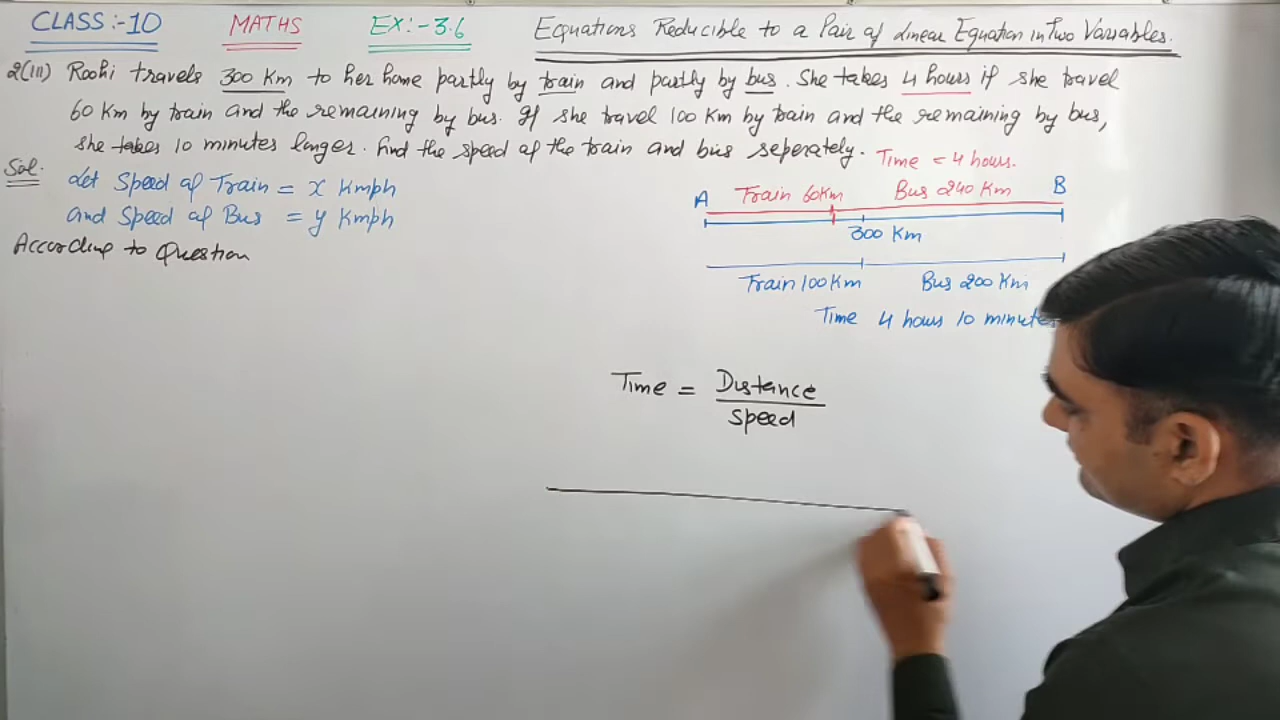 CLASS:-10 MATHS EX:-3.6 Equations Reducible to a Pair of Linear Equation in Two Variables.
2(III) Roohi travels 300 Km to her home partly by train and partly by bus. She takes 4 hours if she travel
60 Km by train and the remaining by bus. If she travel 100 Km by train and the remaining by bus,
she takes 10 minutes longer. Find the speed of the train and bus seperately.
Time = 4 hours.
Sol.
Let Speed of Train = x Kmph
and Speed of Bus = y Kmph
According to Question
A Train 60Km Bus 240 Km B
300 Km
Train 100Km Bus 200 Km
Time 4 hours 10 minutes
Time = Distance
Speed